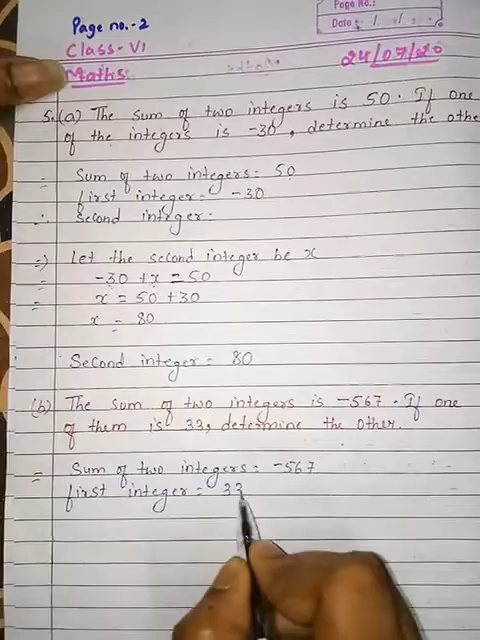 Page no.-2
Page No.:
Class-VI
Date: / /
Maths
24/07/20
5.(a) The sum of two integers is 50. If one
of the integers is -30, determine the othe
= Sum of two integers = 50
first integer = -30
∴ Second integer =
=) Let the second integer be x
= -30 + x = 50
= x = 50 + 30
x = 80
Second integer = 80
(b) The sum of two integers is -567. If one
of them is 33, determine the other.
= Sum of two integers = -567
first integer = 33